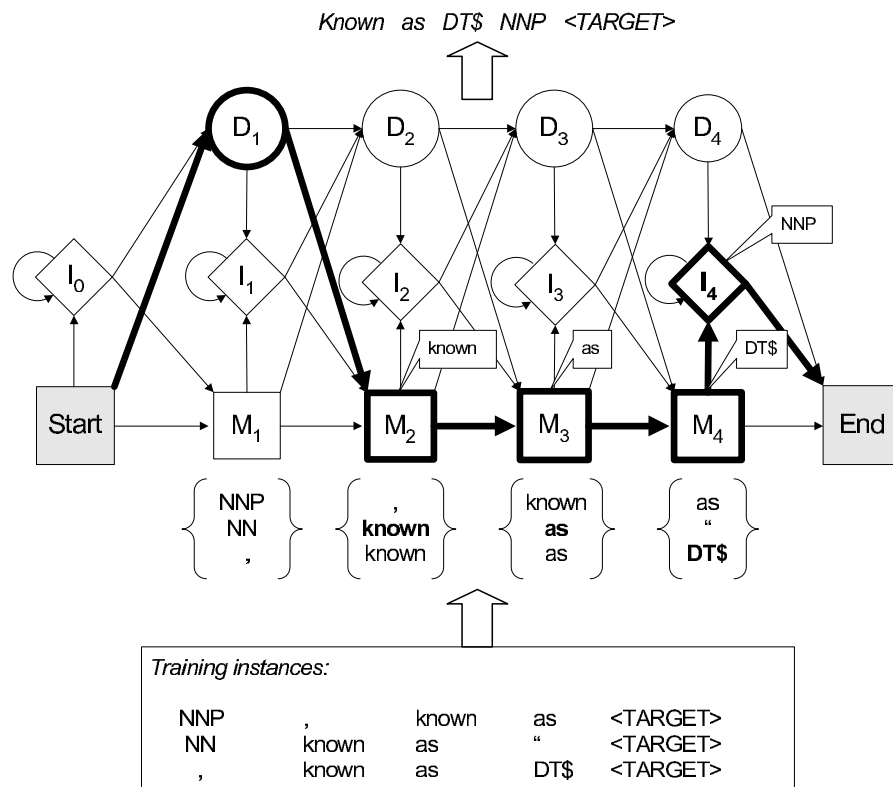 Known as DT$ NNP <TARGET>
D1 D2 D3 D4
NNP
I0 I1 I2 I3 I4
known as DT$
Start M1 M2 M3 M4 End
NNP , known as
NN known as “
, known as DT$
Training instances:
NNP , known as <TARGET>
NN known as “ <TARGET>
, known as DT$ <TARGET>